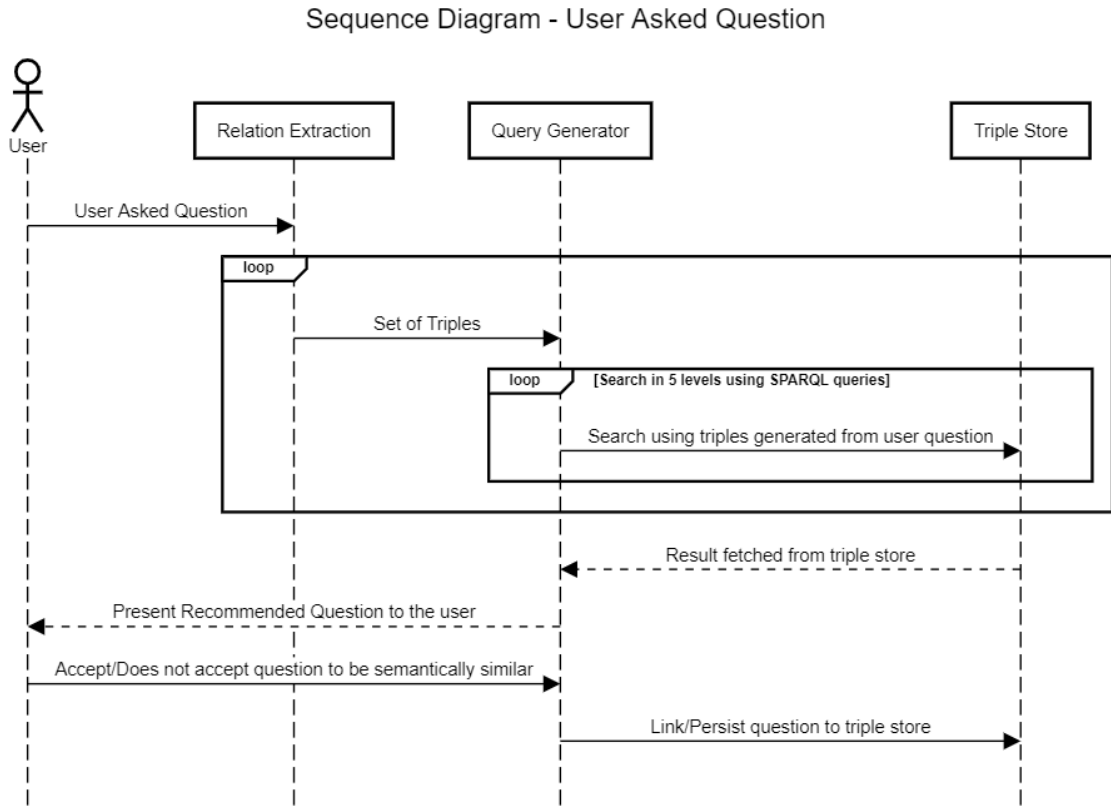 Sequence Diagram - User Asked Question
User
Relation Extraction
Query Generator
Triple Store
User Asked Question
loop
Set of Triples
loop
[Search in 5 levels using SPARQL queries]
Search using triples generated from user question
Result fetched from triple store
Present Recommended Question to the user
Accept/Does not accept question to be semantically similar
Link/Persist question to triple store